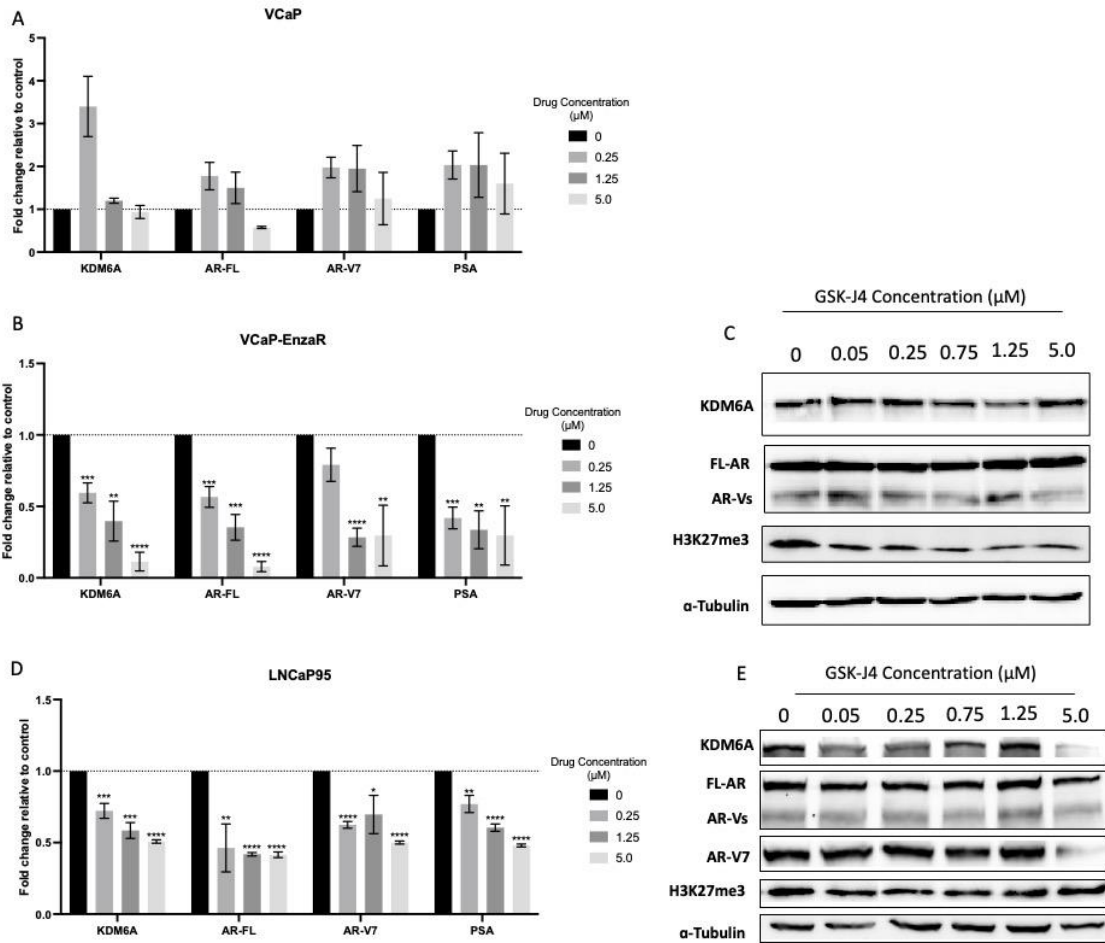 A
VCaP
Fold change relative to control
5
4
3
2
1
0
KDM6A AR-FL AR-V7 PSA
Drug Concentration
(µM)
0
0.25
1.25
5.0
B
VCaP-EnzaR
Fold change relative to control
1.5
1.0
0.5
0.0
*** ** ****
*** *** ****
**** **
*** ** **
KDM6A AR-FL AR-V7 PSA
Drug Concentration
(µM)
0
0.25
1.25
5.0
GSK-J4 Concentration (µM)
C
0 0.05 0.25 0.75 1.25 5.0
KDM6A
FL-AR
AR-Vs
H3K27me3
α-Tubulin
D
LNCaP95
Fold change relative to control
1.5
1.0
0.5
0.0
*** *** ****
** **** ****
**** * ****
** **** ****
KDM6A AR-FL AR-V7 PSA
Drug Concentration
(µM)
0
0.25
1.25
5.0
E
GSK-J4 Concentration (µM)
0 0.05 0.25 0.75 1.25 5.0
KDM6A
FL-AR
AR-Vs
AR-V7
H3K27me3
α-Tubulin